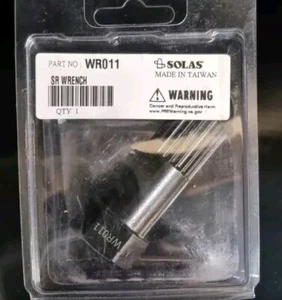 PART NO : WR011
SR WRENCH
QTY 1
SOLAS
MADE IN TAIWAN
WARNING
Cancer and Reproductive Harm
www.P65Warning.ca.gov
WR011